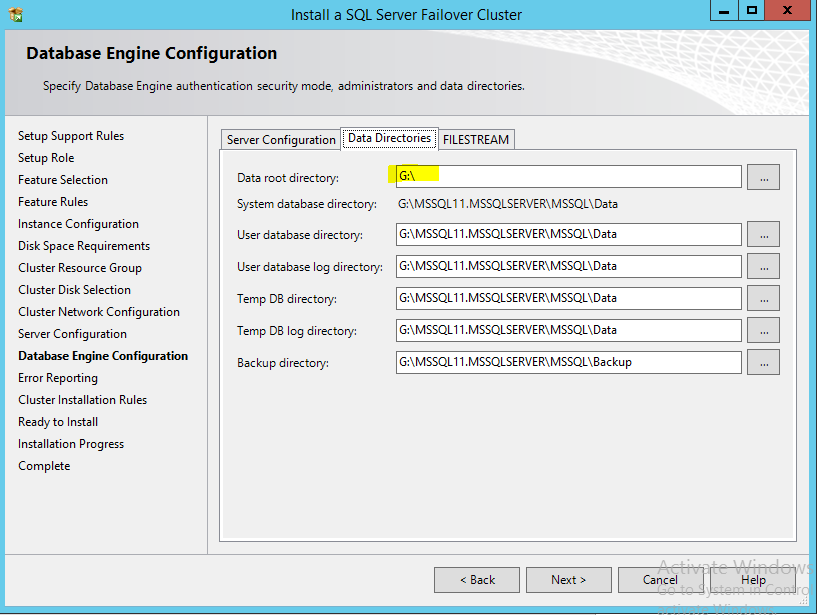 Install a SQL Server Failover Cluster
Database Engine Configuration
Specify Database Engine authentication security mode, administrators and data directories.
Setup Support Rules
Setup Role
Feature Selection
Feature Rules
Instance Configuration
Disk Space Requirements
Cluster Resource Group
Cluster Disk Selection
Cluster Network Configuration
Server Configuration
Database Engine Configuration
Error Reporting
Cluster Installation Rules
Ready to Install
Installation Progress
Complete
Server Configuration Data Directories FILESTREAM
Data root directory: G:\ ...
System database directory: G:\MSSQL11.MSSQLSERVER\MSSQL\Data
User database directory: G:\MSSQL11.MSSQLSERVER\MSSQL\Data ...
User database log directory: G:\MSSQL11.MSSQLSERVER\MSSQL\Data ...
Temp DB directory: G:\MSSQL11.MSSQLSERVER\MSSQL\Data ...
Temp DB log directory: G:\MSSQL11.MSSQLSERVER\MSSQL\Data ...
Backup directory: G:\MSSQL11.MSSQLSERVER\MSSQL\Backup ...
< Back Next > Cancel Help
Activate Windows
Go to System in Contro
activate Windows